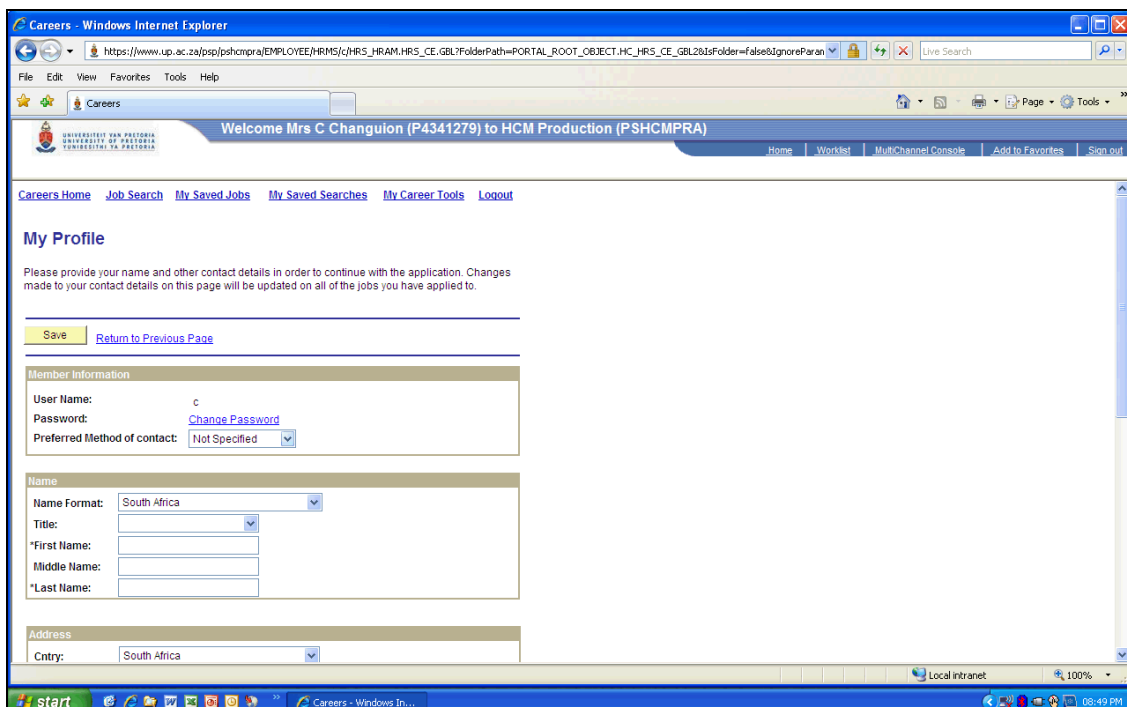 Careers - Windows Internet Explorer
https://www.up.ac.za/psp/pshcmpra/EMPLOYEE/HRMS/c/HRS_HRAM.HRS_CE.GBL?FolderPath=PORTAL_ROOT_OBJECT.HC_HRS_CE_GBL2&IsFolder=false&IgnoreParan
Live Search
File Edit View Favorites Tools Help
Careers
Page Tools
UNIVERSITEIT VAN PRETORIA
UNIVERSITY OF PRETORIA
YUNIBESITHI YA PRETORIA
Welcome Mrs C Changuion (P4341279) to HCM Production (PSHCMPRA)
Home Worklist MultiChannel Console Add to Favorites Sign out
Careers Home Job Search My Saved Jobs My Saved Searches My Career Tools Logout
My Profile
Please provide your name and other contact details in order to continue with the application. Changes
made to your contact details on this page will be updated on all of the jobs you have applied to.
Save Return to Previous Page
Member Information
User Name: c
Password: Change Password
Preferred Method of contact: Not Specified
Name
Name Format: South Africa
Title:
*First Name:
Middle Name:
*Last Name:
Address
Cntry: South Africa
Local intranet 100%
start Careers - Windows In... 08:49 PM